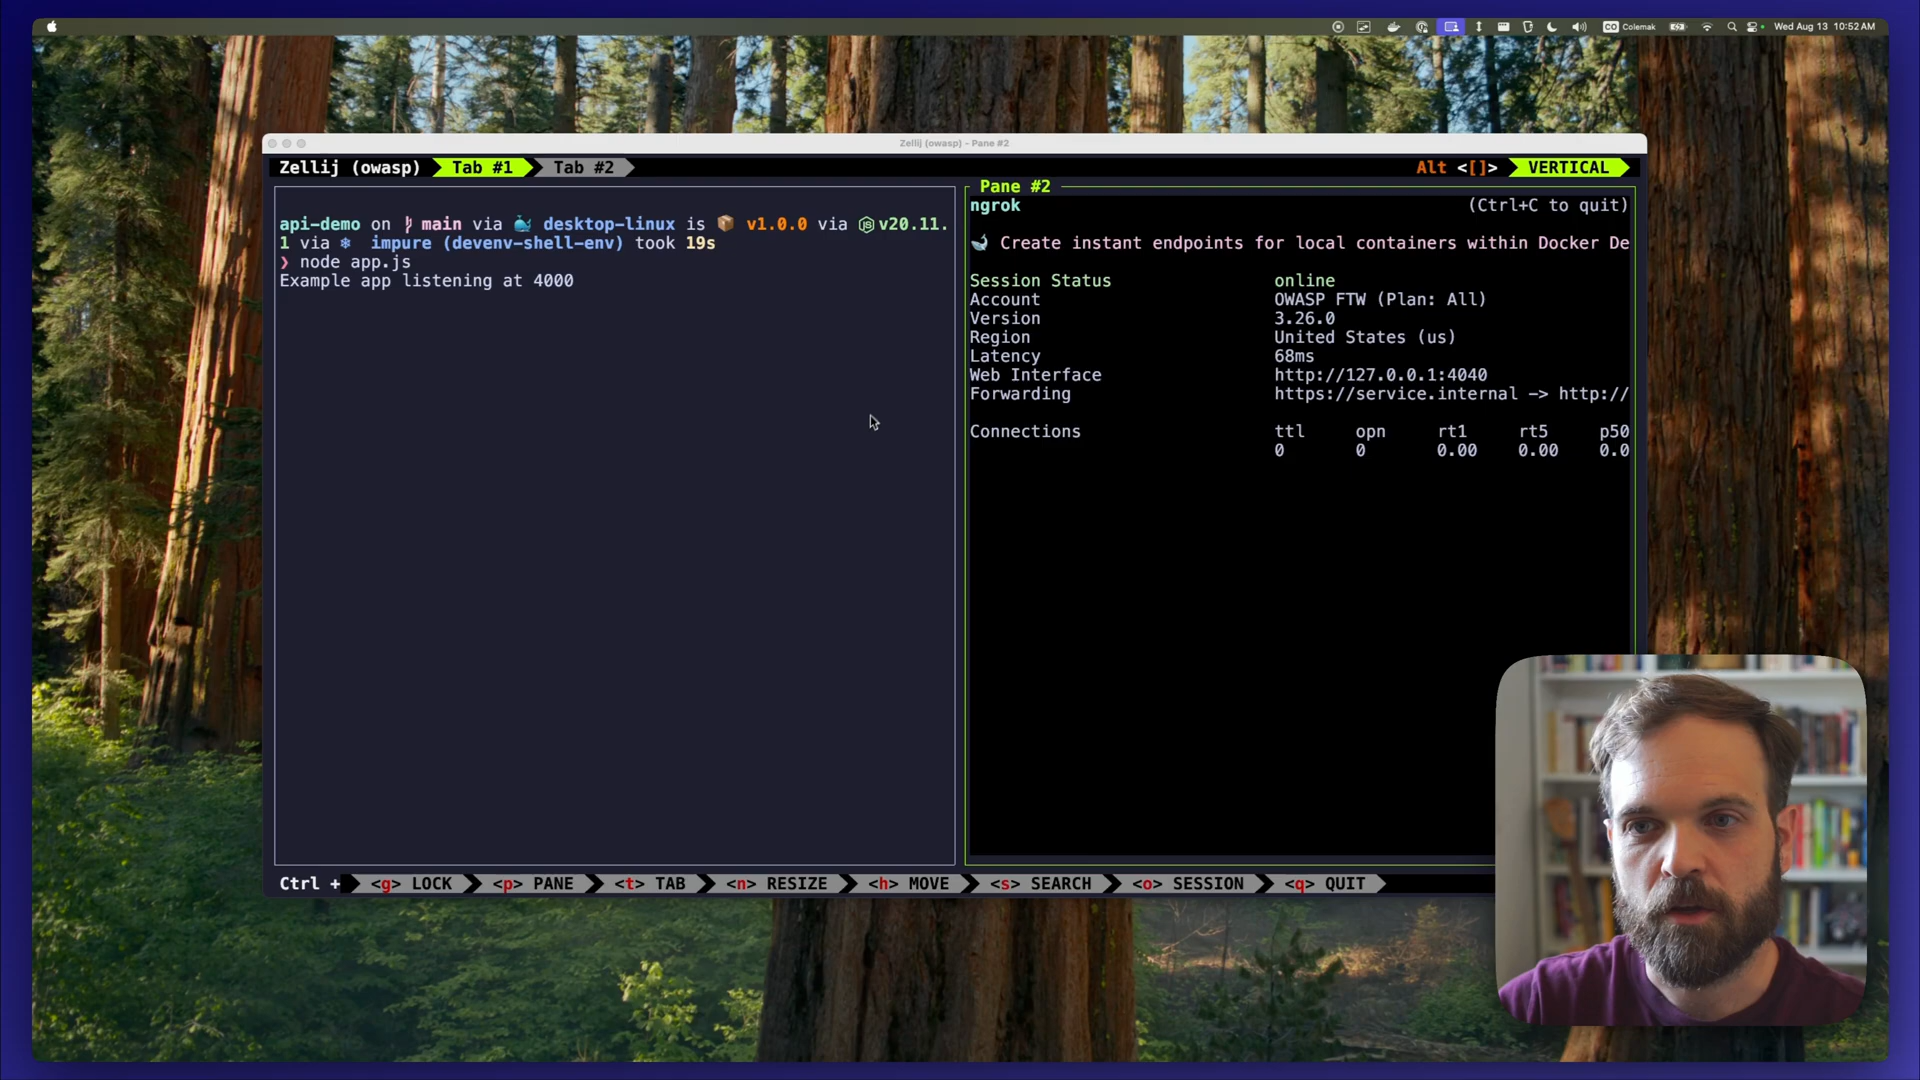 Colemak
Wed Aug 13 10:52 AM
Zellij (owasp) - Pane #2
Zellij (owasp) Tab #1 Tab #2 Alt <[]> VERTICAL
api-demo on main via desktop-linux is v1.0.0 via v20.11.
1 via impure (devenv-shell-env) took 19s
❯ node app.js
Example app listening at 4000
Pane #2
ngrok (Ctrl+C to quit)
Create instant endpoints for local containers within Docker De
Session Status online
Account OWASP FTW (Plan: All)
Version 3.26.0
Region United States (us)
Latency 68ms
Web Interface http://127.0.0.1:4040
Forwarding https://service.internal -> http://
Connections ttl opn rt1 rt5 p50
0 0 0.00 0.00 0.0
Ctrl + <g> LOCK <p> PANE <t> TAB <n> RESIZE <h> MOVE <s> SEARCH <o> SESSION <q> QUIT